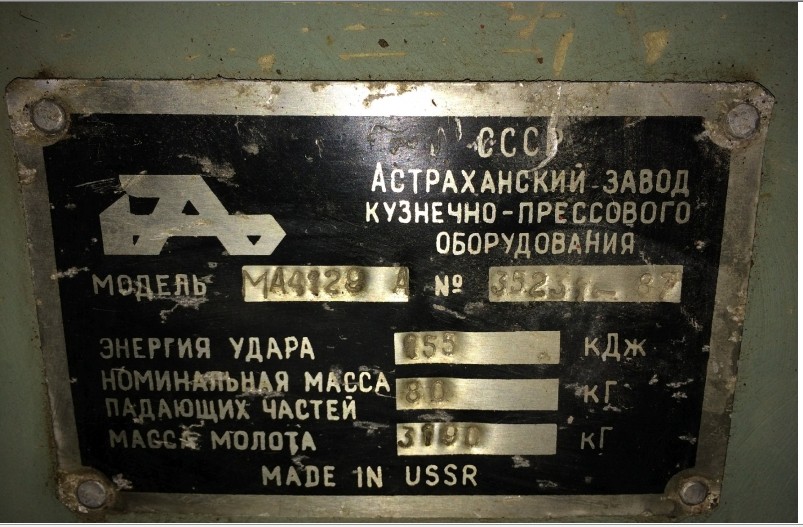 СССР
АСТРАХАНСКИЙ ЗАВОД
КУЗНЕЧНО-ПРЕССОВОГО
ОБОРУДОВАНИЯ
МОДЕЛЬ МА4129 А №
ЭНЕРГИЯ УДАРА кДж
НОМИНАЛЬНАЯ МАССА
ПАДАЮЩИХ ЧАСТЕЙ 80 кГ
МАССА МОЛОТА 3190 кГ
MADE IN USSR